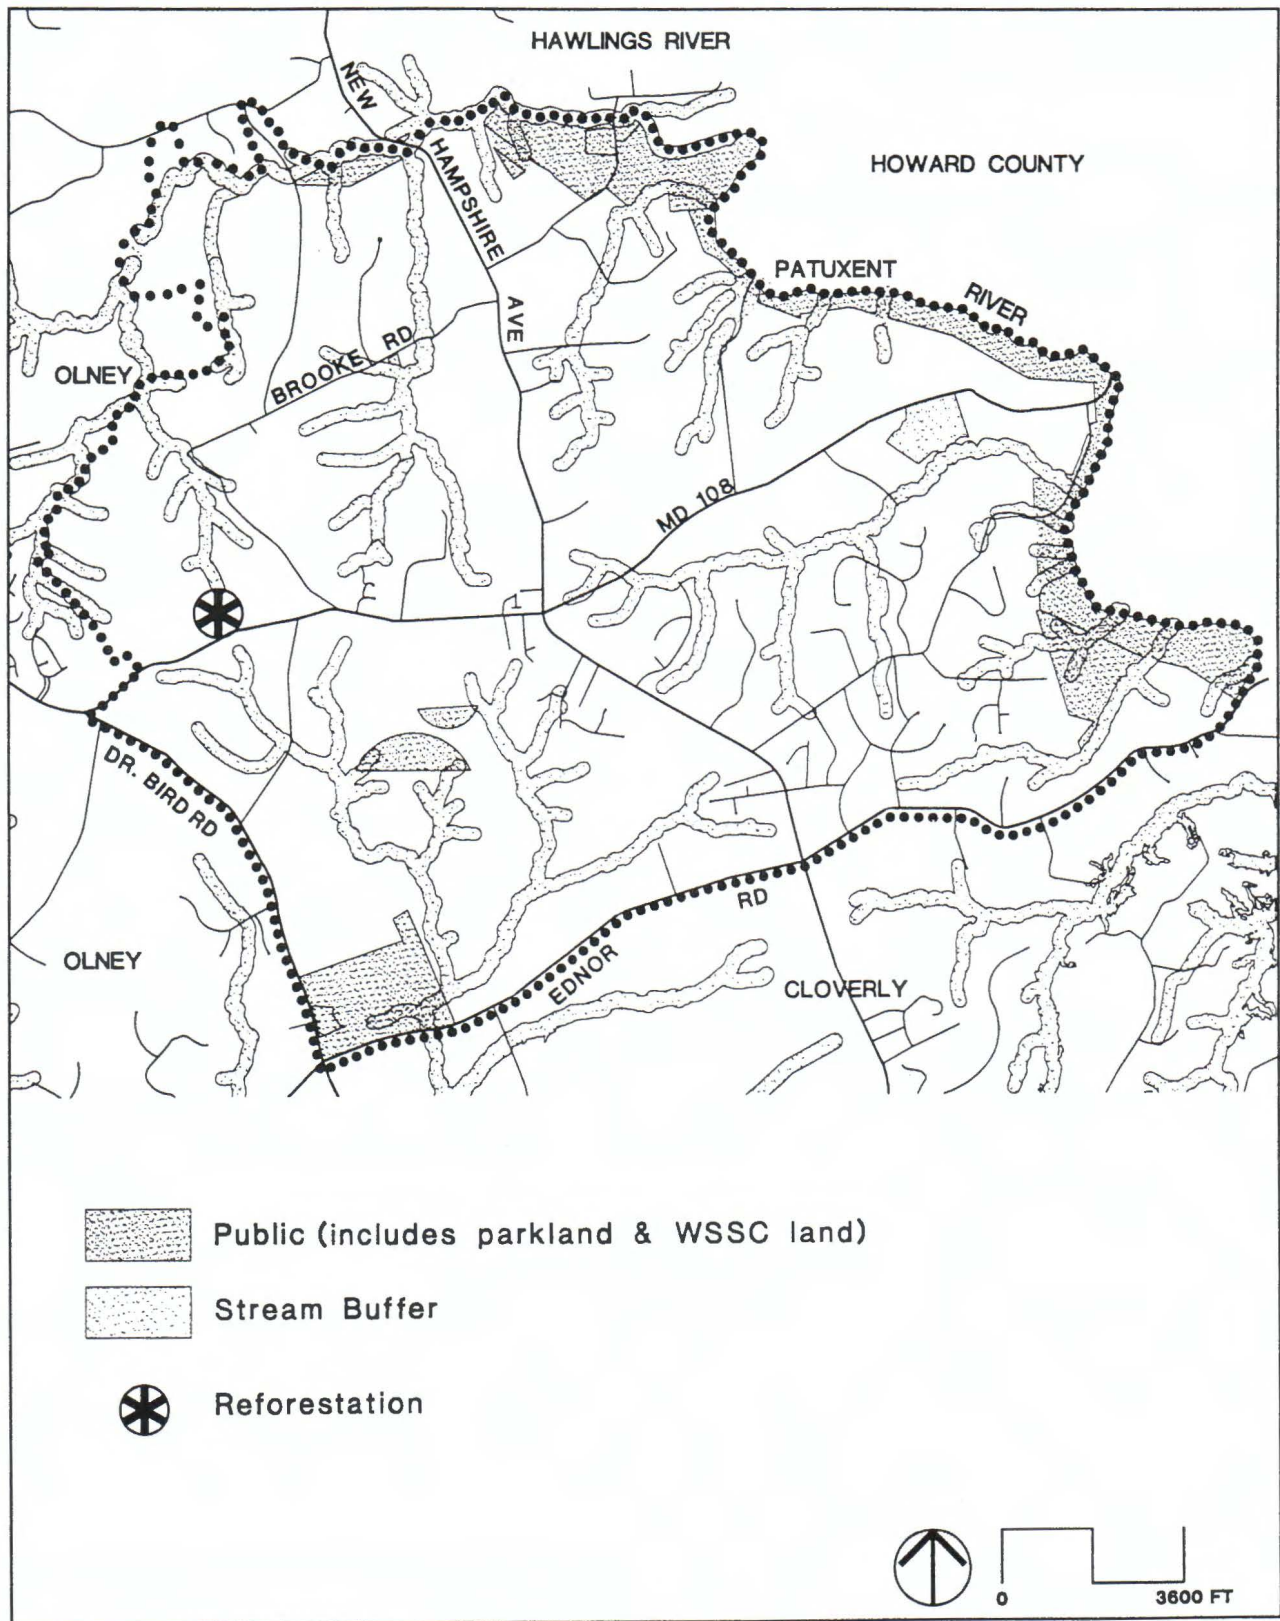 HAWLINGS RIVER
NEW
HAMPSHIRE
AVE
HOWARD COUNTY
PATUXENT
RIVER
OLNEY
BROOKE RD
MD 108
DR. BIRD RD
OLNEY
EDNOR
RD
CLOVERLY
Public (includes parkland & WSSC land)
Stream Buffer
Reforestation
0
3600 FT